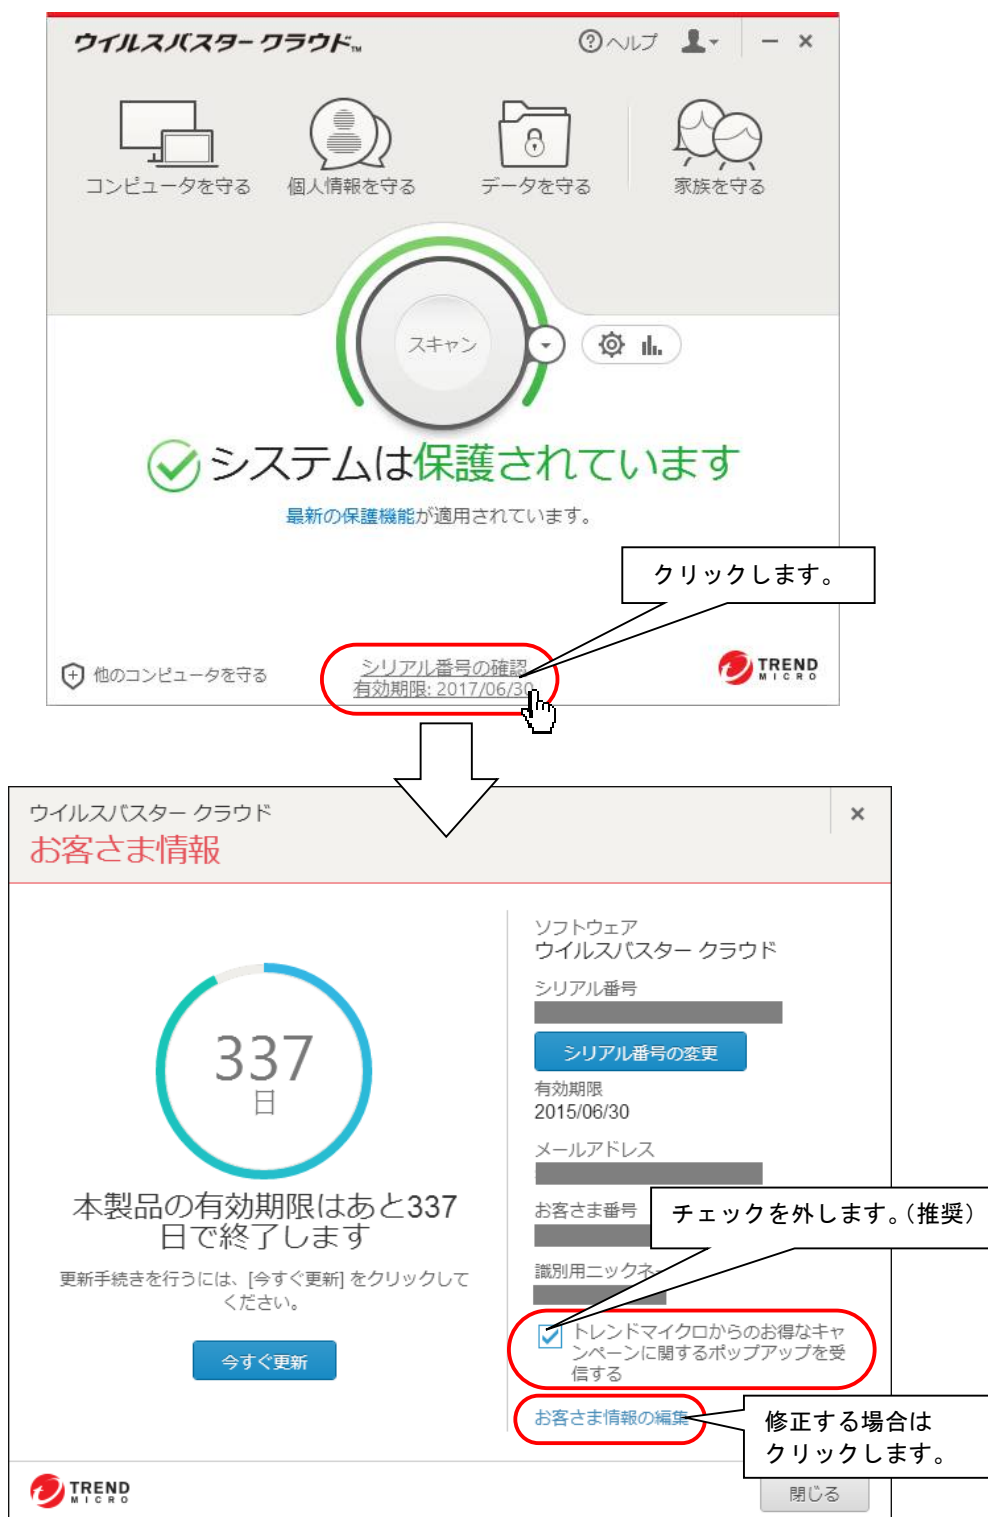 ウイルスバスター クラウド™
ヘルプ
コンピュータを守る
個人情報を守る
データを守る
家族を守る
スキャン
システムは保護されています
最新の保護機能が適用されています。
クリックします。
他のコンピュータを守る
シリアル番号の確認
有効期限: 2017/06/30
TREND
MICRO
ウイルスバスター クラウド
お客さま情報
337
日
本製品の有効期限はあと337
日で終了します
更新手続きを行うには、[今すぐ更新] をクリックして
ください。
今すぐ更新
ソフトウェア
ウイルスバスター クラウド
シリアル番号
シリアル番号の変更
有効期限
2015/06/30
メールアドレス
お客さま番号
チェックを外します。(推奨)
識別用ニックネー
トレンドマイクロからのお得なキャ
ンペーンに関するポップアップを受
信する
お客さま情報の編集
修正する場合は
クリックします。
TREND
MICRO
閉じる